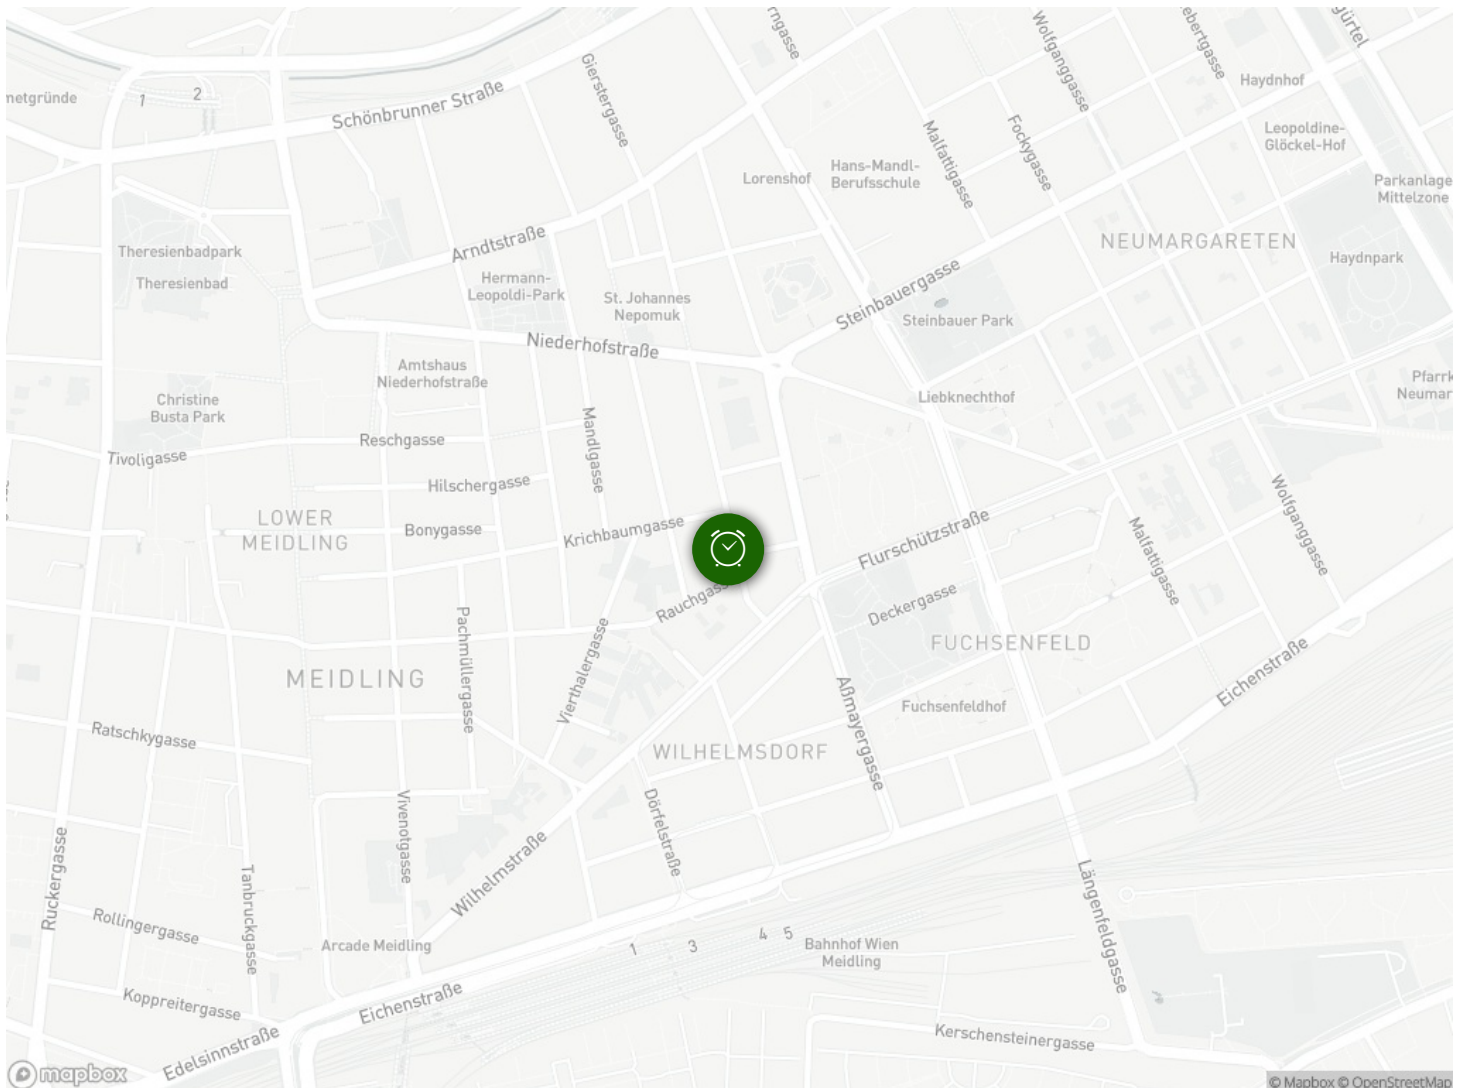 gürtel
rngasse
Wolfganggasse
ebertgasse
Haydnhof
Gierstergasse
metgründe
1
2
Schönbrunner Straße
Malfattigasse
Fockygasse
Leopoldine-
Glöckel-Hof
Lorenshof
Hans-Mandl-
Berufsschule
Parkanlage
Mittelzone
Theresienbadpark
Theresienbad
Arndtstraße
NEUMARGARETEN
Haydnpark
Hermann-
Leopoldi-Park
St. Johannes
Nepomuk
Steinbauergasse
Steinbauer Park
Niederhofstraße
Amtshaus
Niederhofstraße
Liebknechthof
Pfarrk
Neumar
Christine
Busta Park
Mandlgasse
Reschgasse
Tivoligasse
Hilschergasse
Wolfganggasse
LOWER
MEIDLING
Bonygasse
Krichbaumgasse
Flurschützstraße
Malfattigasse
Rauchgass
Deckergasse
Pachmüllergasse
Vierthalergasse
FUCHSENFELD
MEIDLING
Aßmayergasse
Eichenstraße
Fuchsenfeldhof
Ratschkygasse
WILHELMSDORF
Vivenotgasse
Dörfelstraße
Ruckergasse
Tanbruckgasse
Wilhelmstraße
Längenfeldgasse
Rollingergasse
Arcade Meidling
1
3
4
5
Bahnhof Wien
Meidling
Koppreitergasse
Eichenstraße
Edelsinnstraße
Kerschensteinergasse
mapbox
© Mapbox © OpenStreetMap